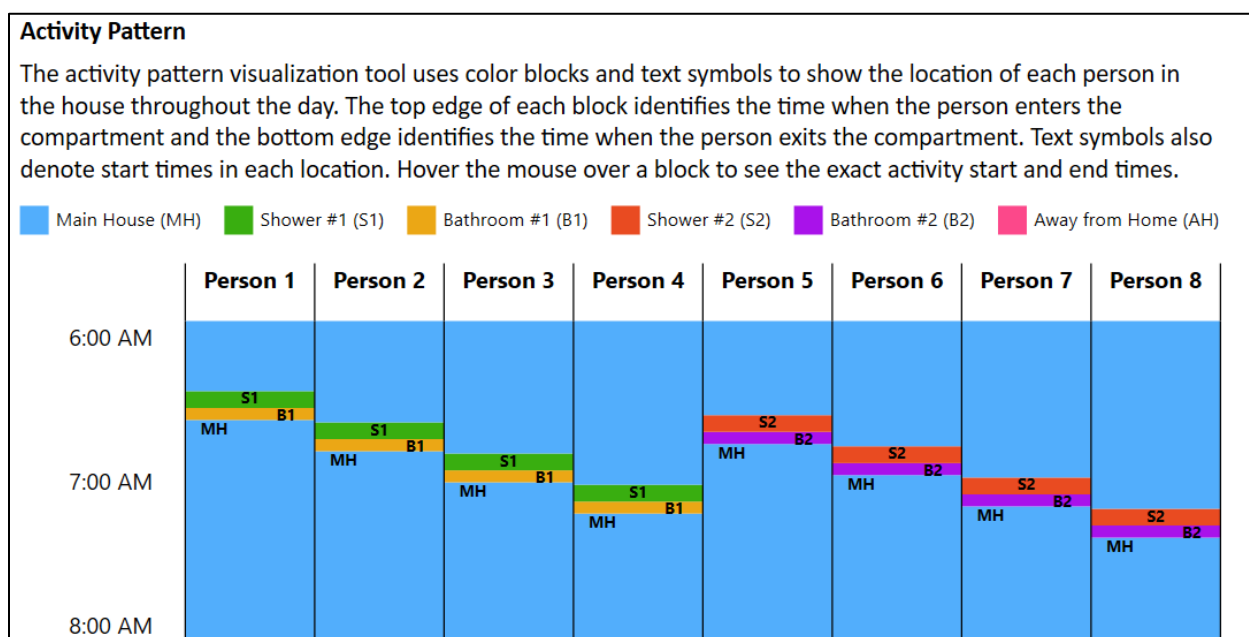 Activity Pattern
The activity pattern visualization tool uses color blocks and text symbols to show the location of each person in
the house throughout the day. The top edge of each block identifies the time when the person enters the
compartment and the bottom edge identifies the time when the person exits the compartment. Text symbols also
denote start times in each location. Hover the mouse over a block to see the exact activity start and end times.
Main House (MH) Shower #1 (S1) Bathroom #1 (B1) Shower #2 (S2) Bathroom #2 (B2) Away from Home (AH)
Person 1 Person 2 Person 3 Person 4 Person 5 Person 6 Person 7 Person 8
6:00 AM
S1
B1
S2
MH S1
B2
B1 MH S2
MH S1 B2
B1 7:00 AM MH S2
MH S1
B2
B1 MH S2
MH
B2
MH
8:00 AM